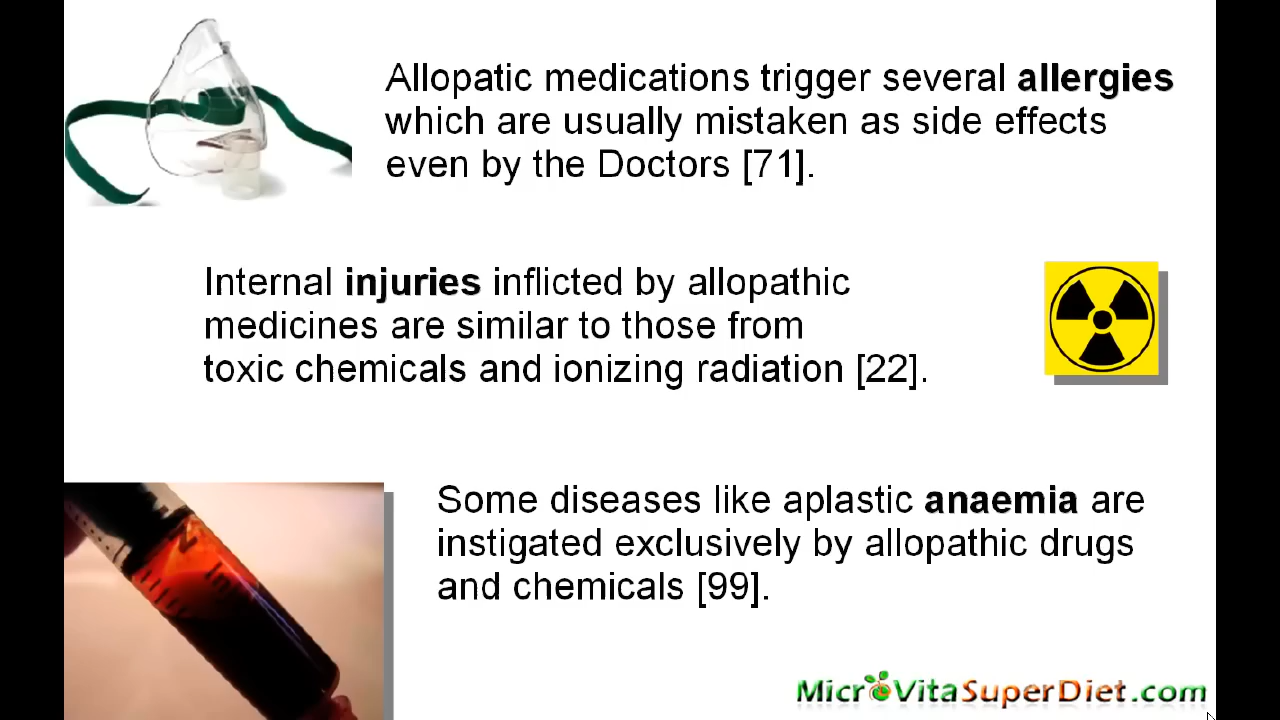 Allopatic medications trigger several allergies
which are usually mistaken as side effects
even by the Doctors [71].
Internal injuries inflicted by allopathic
medicines are similar to those from
toxic chemicals and ionizing radiation [22].
Some diseases like aplastic anaemia are
instigated exclusively by allopathic drugs
and chemicals [99].
MicroVitaSuperDiet.com